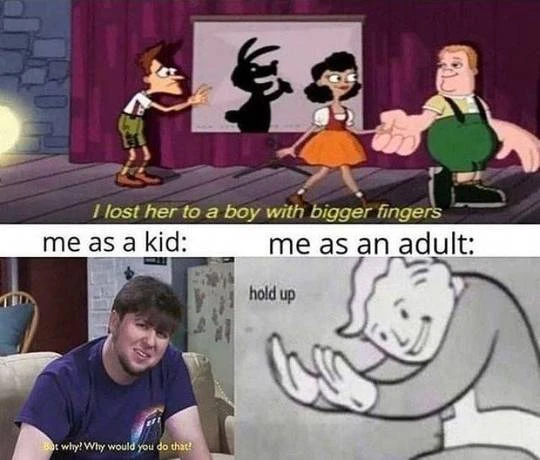 I lost her to a boy with bigger fingers
me as a kid:
me as an adult:
hold up
But why? Why would you do that?